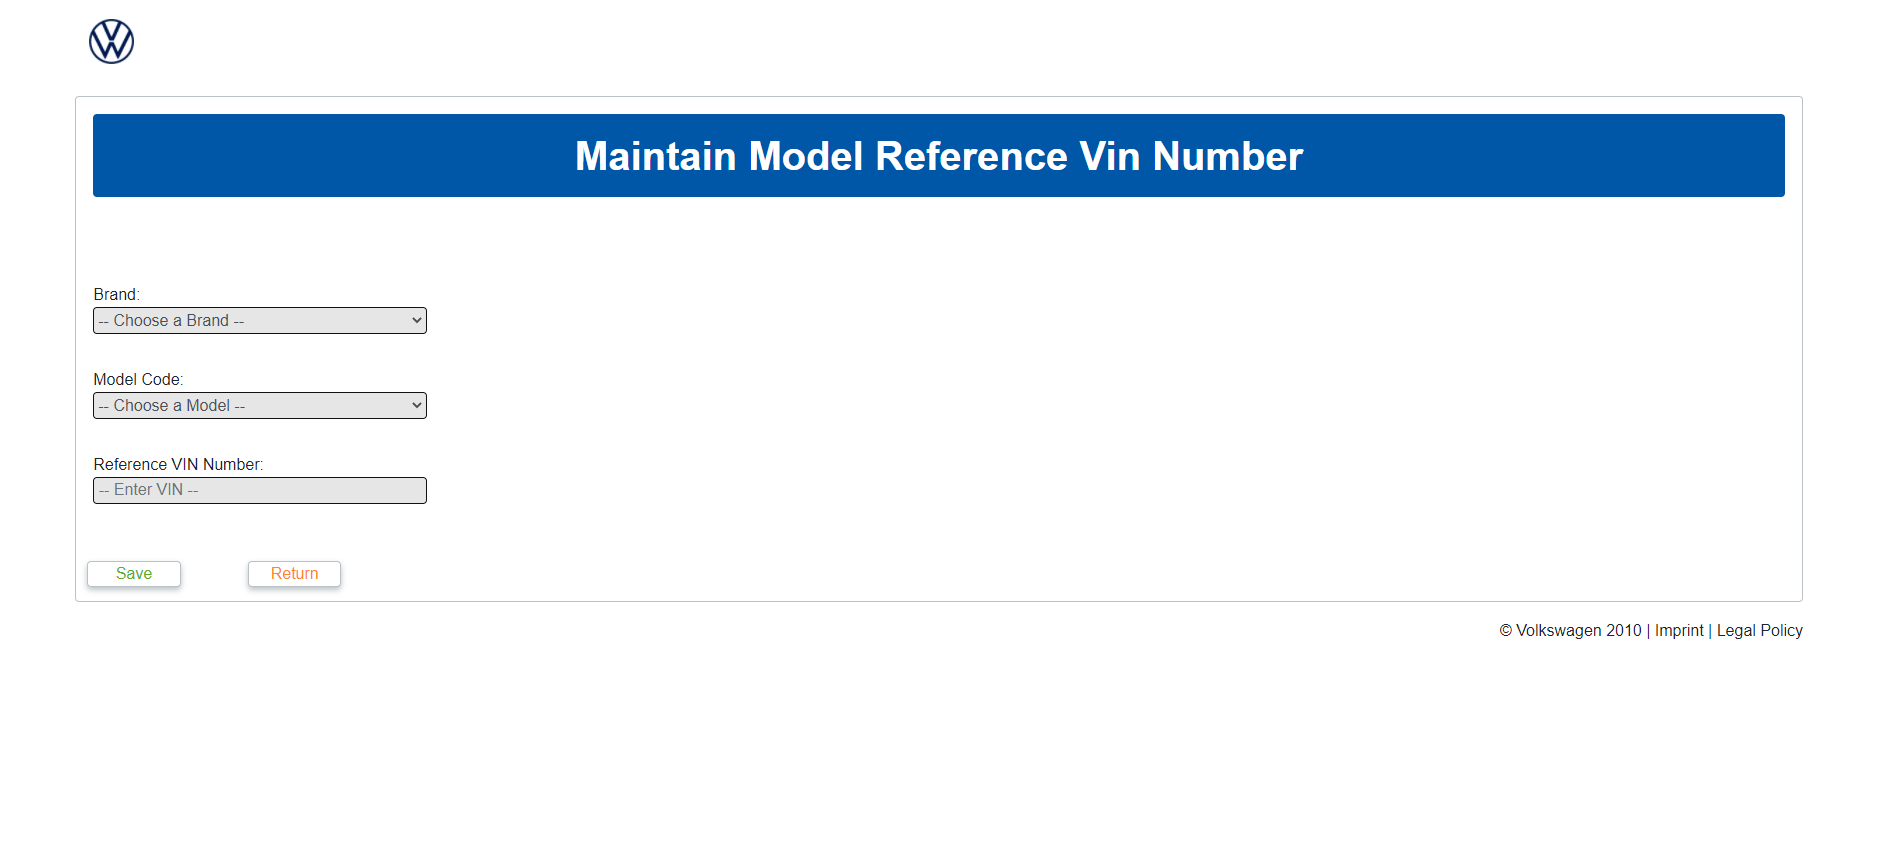 Maintain Model Reference Vin Number
Brand:
-- Choose a Brand --
Model Code:
-- Choose a Model --
Reference VIN Number:
-- Enter VIN --
Save Return
© Volkswagen 2010 | Imprint | Legal Policy